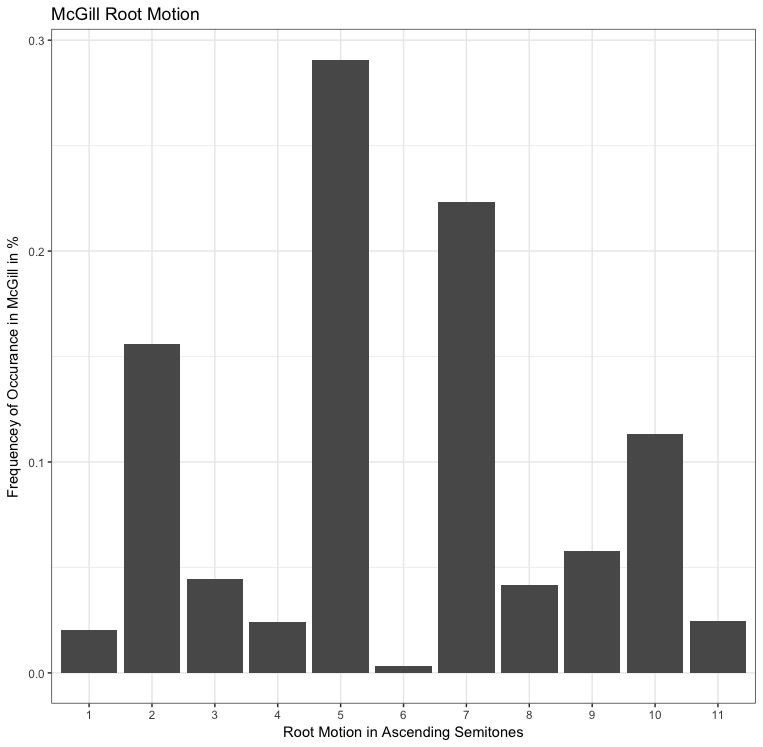 McGill Root Motion
Frequencey of Occurance in McGill in %
0.3
0.2
0.1
0.0
1 2 3 4 5 6 7 8 9 10 11
Root Motion in Ascending Semitones